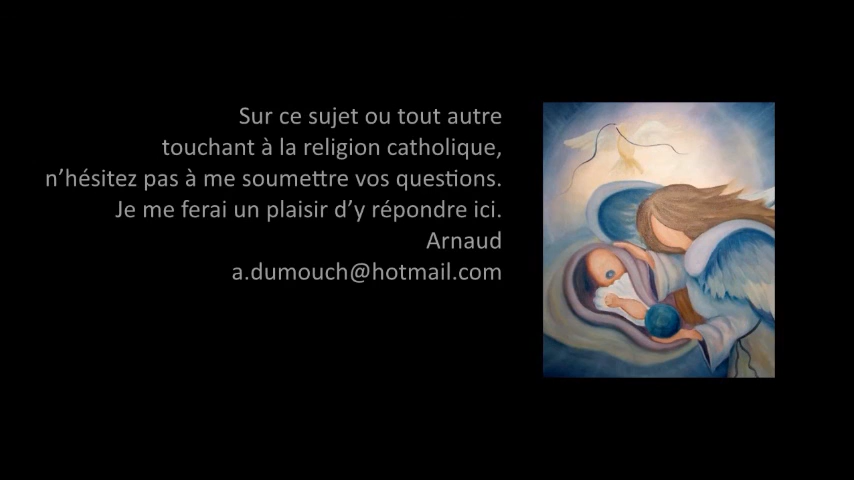 Sur ce sujet ou tout autre
touchant à la religion catholique,
n’hésitez pas à me soumettre vos questions.
Je me ferai un plaisir d’y répondre ici.
Arnaud
a.dumouch@hotmail.com